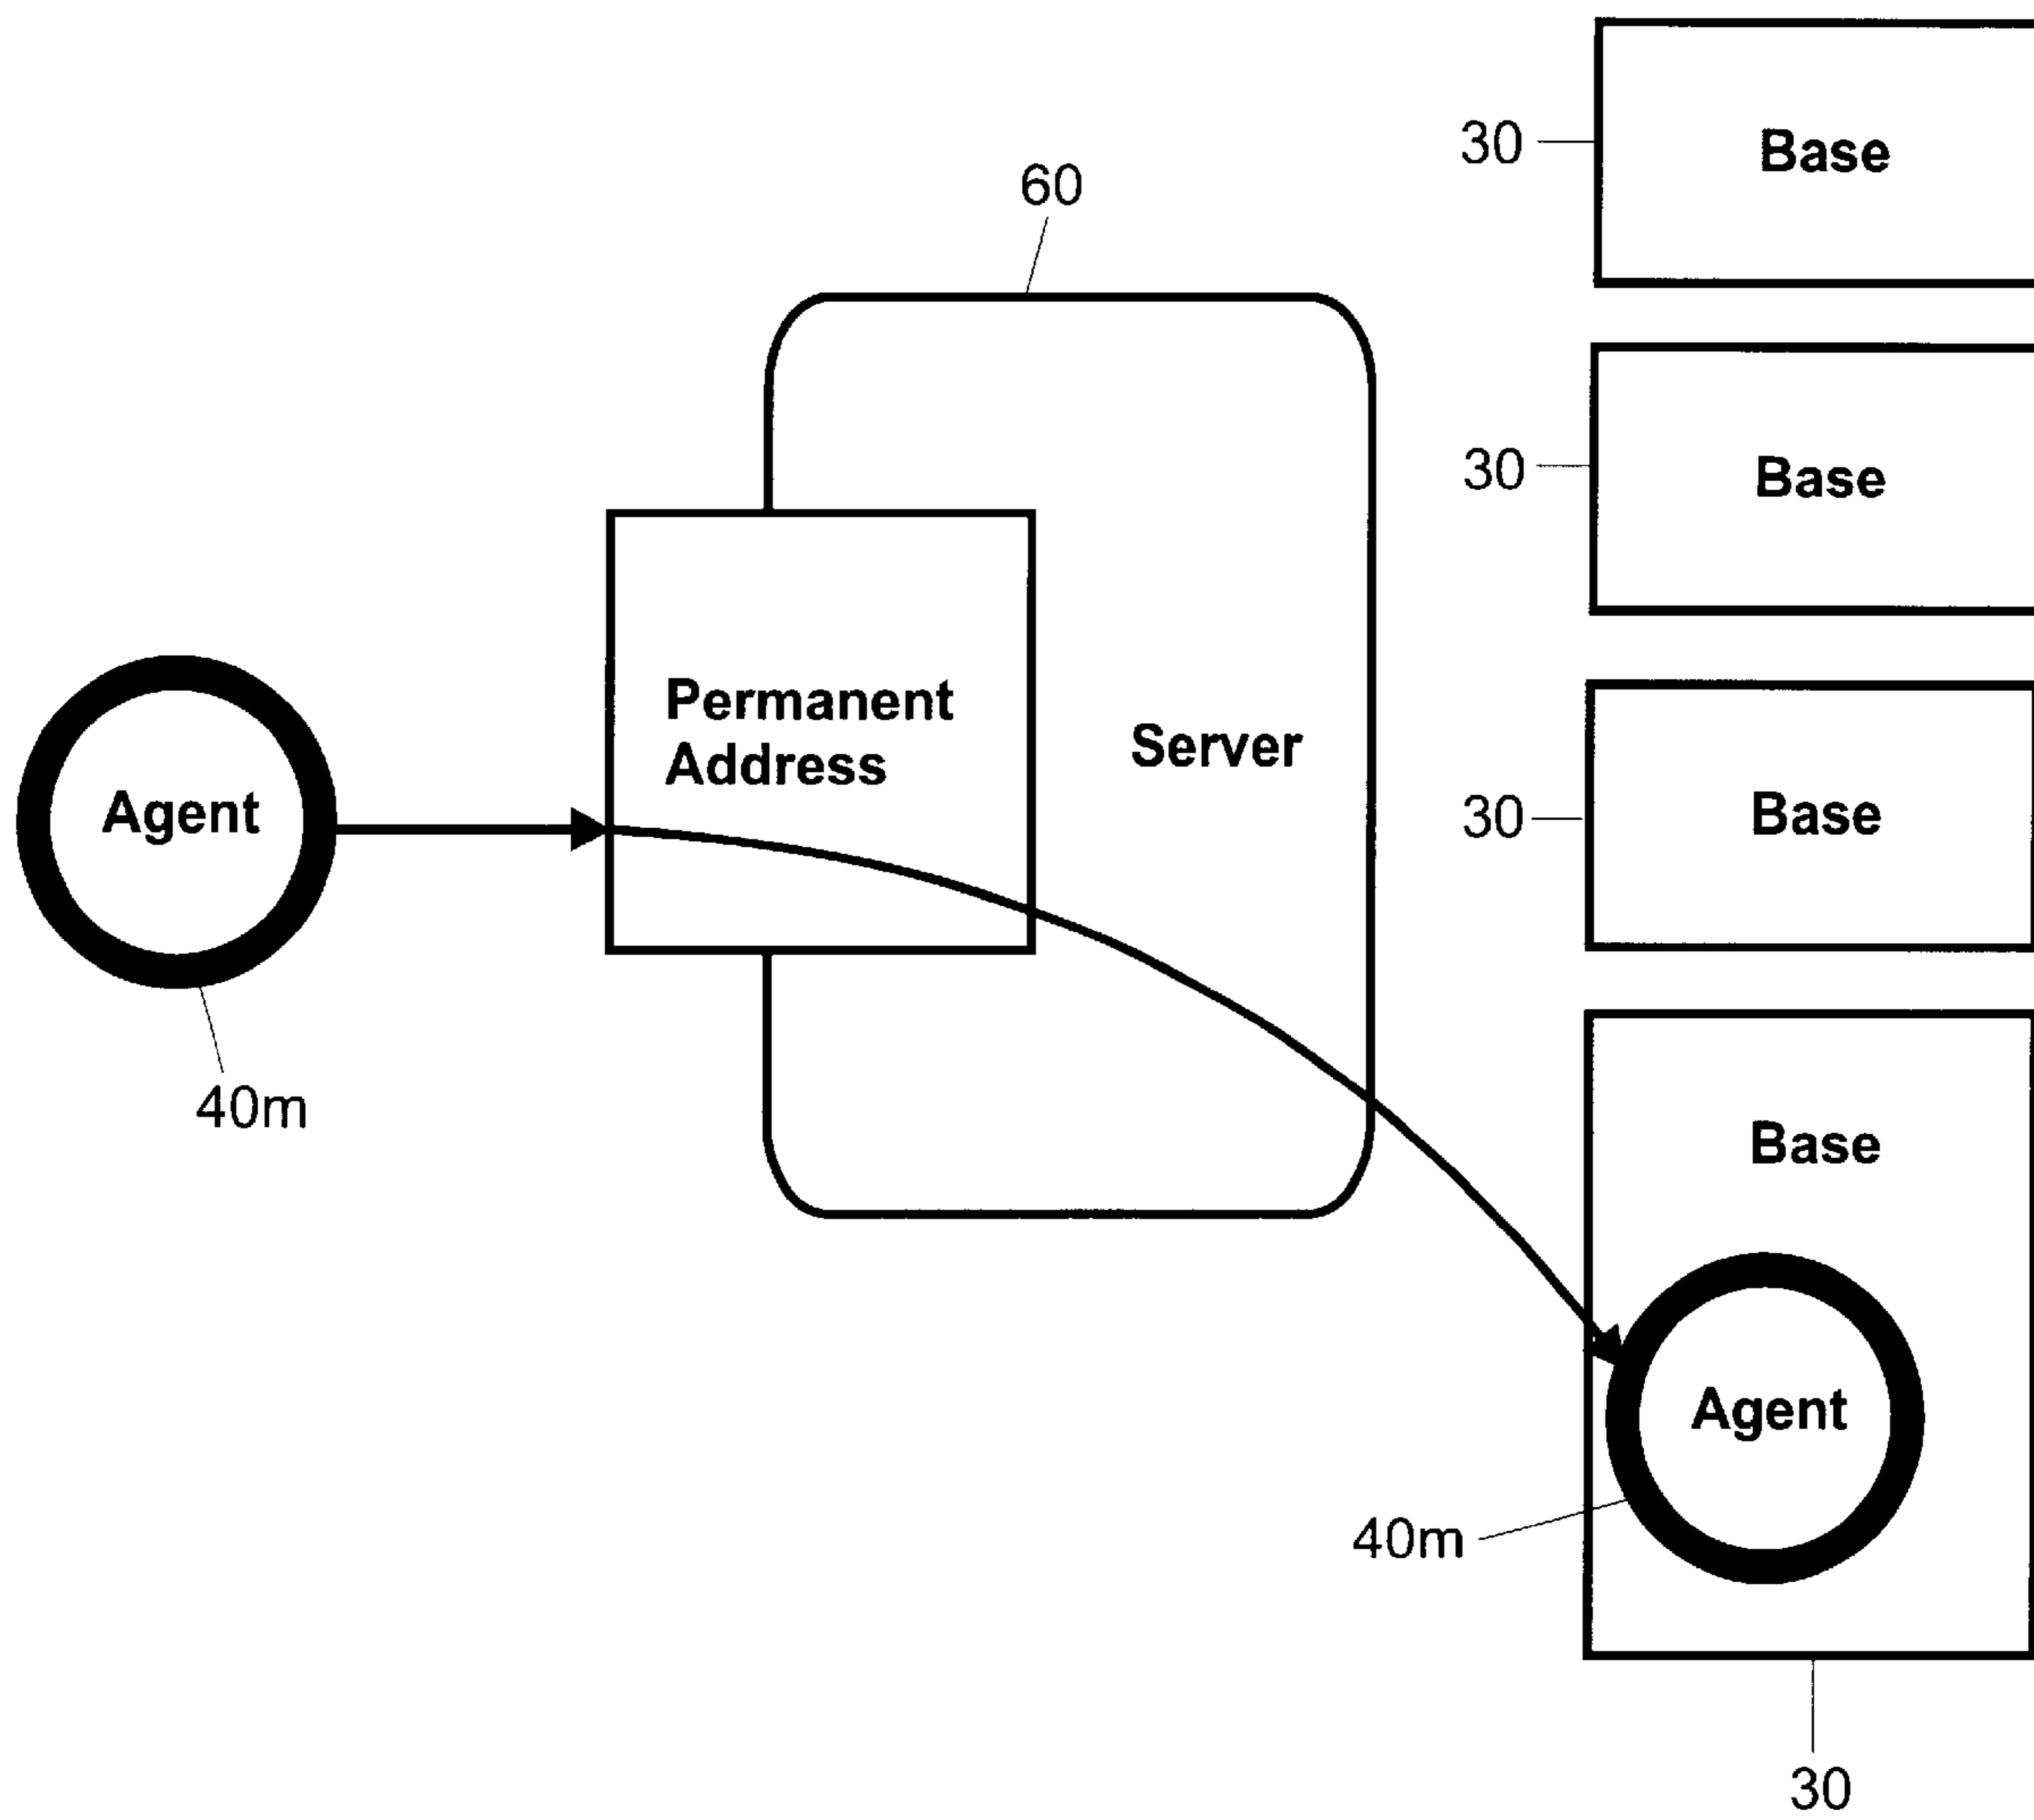 30
Base
60
30
Base
Permanent
Address
Server
30
Base
Agent
40m
Base
Agent
40m
30